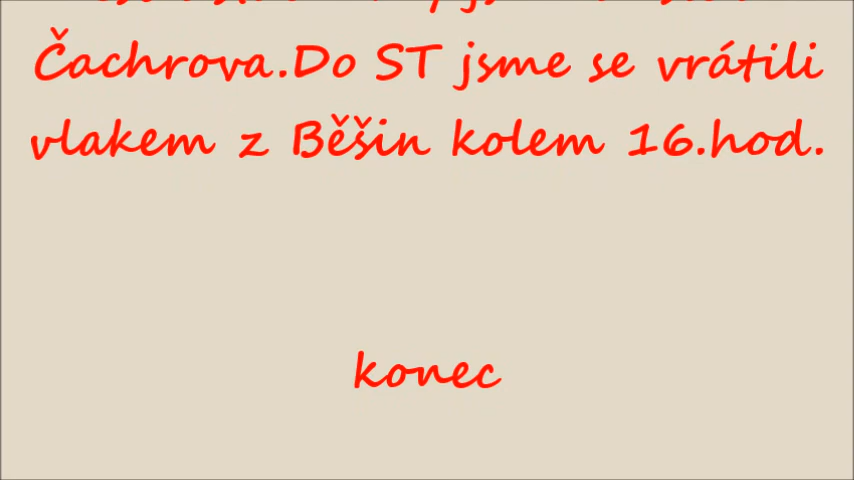 Čachrova.Do ST jsme se vrátili
vlakem z Běšin kolem 16.hod.
konec